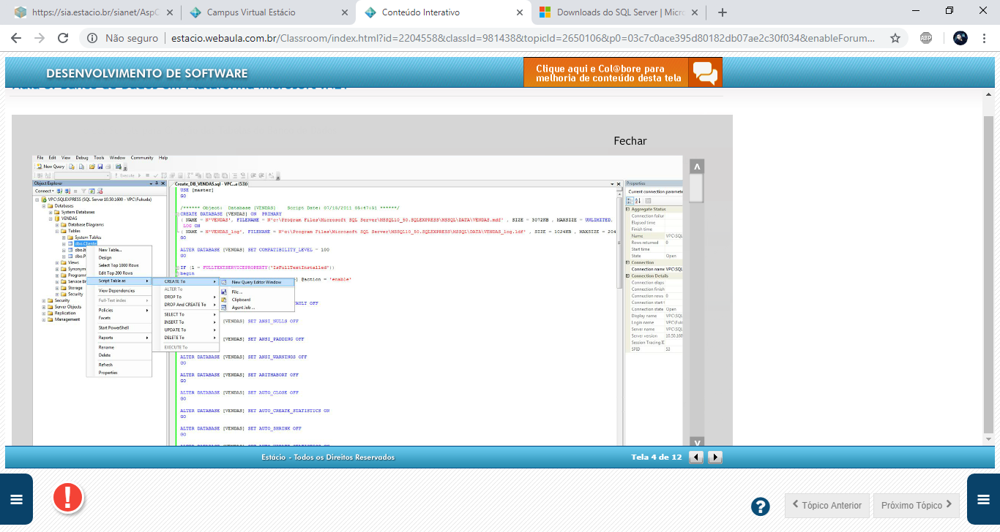 https://sia.estacio.br/sianet/AspC
Campus Virtual Estácio
Conteúdo Interativo
Downloads do SQL Server | Micro
Não seguro
estacio.webaula.com.br/Classroom/index.html?id=2204558&classId=981438&topicId=2650106&p0=03c7c0ace395d80182db07ae2c30f034&enableForum...
ABP
DESENVOLVIMENTO DE SOFTWARE
Clique aqui e Col@bore para
melhoria de conteúdo desta tela
Fechar
File Edit View Debug Tools Window Community Help
New Query
Execute
Object Explorer
Create_DB_VENDAS.sql - VPC...a (53))
Properties
Connect
Current connection paramete
VPC\SQLEXPRESS (SQL Server 10.50.1600 - VPC\Fukuda)
Databases
System Databases
VENDAS
Database Diagrams
Tables
System Tables
dbo.Cliente
dbo.It
dbo.P
Views
Synonym
Programm
Service Br
Storage
Security
Security
Server Objects
Replication
Management
New Table...
Design
Select Top 1000 Rows
Edit Top 200 Rows
Script Table as
View Dependencies
Full-Text index
Policies
Facets
Start PowerShell
Reports
Rename
Delete
Refresh
Properties
CREATE To
ALTER To
DROP To
DROP And CREATE To
SELECT To
INSERT To
UPDATE To
DELETE To
EXECUTE To
New Query Editor Window
File ...
Clipboard
Agent Job ...
USE [master]
GO
/****** Object: Database [VENDAS] Script Date: 07/15/2011 05:47:51 ******/
CREATE DATABASE [VENDAS] ON PRIMARY
( NAME = N'VENDAS', FILENAME = N'c:\Program Files\Microsoft SQL Server\MSSQL10_50.SQLEXPRESS\MSSQL\DATA\VENDAS.mdf' , SIZE = 3072KB , MAXSIZE = UNLIMITED,
LOG ON
( NAME = N'VENDAS_log', FILENAME = N'c:\Program Files\Microsoft SQL Server\MSSQL10_50.SQLEXPRESS\MSSQL\DATA\VENDAS_log.ldf' , SIZE = 1024KB , MAXSIZE = 204
GO
ALTER DATABASE [VENDAS] SET COMPATIBILITY_LEVEL = 100
GO
IF (1 = FULLTEXTSERVICEPROPERTY('IsFullTextInstalled'))
begin
] @action = 'enable'
AULT OFF
[VENDAS] SET ANSI_NULLS OFF
[VENDAS] SET ANSI_PADDING OFF
ALTER DATABASE [VENDAS] SET ANSI_WARNINGS OFF
GO
ALTER DATABASE [VENDAS] SET ARITHABORT OFF
GO
ALTER DATABASE [VENDAS] SET AUTO_CLOSE OFF
GO
ALTER DATABASE [VENDAS] SET AUTO_CREATE_STATISTICS ON
GO
ALTER DATABASE [VENDAS] SET AUTO_SHRINK OFF
GO
Aggregate Status
Connection failur
Elapsed time
Finish time
Name VPC\SQL
Rows returned 0
Start time
State Open
Connection
Connection name VPC\SQL
Connection Details
Connection elaps
Connection finish
Connection rows 0
Connection start t
Connection state Open
Display name VPC\SQL
Login name VPC\Fuk
Server name VPC\SQL
Server version 10.50.160
Session Tracing I
SPID 53
Estácio - Todos os Direitos Reservados
Tela 4 de 12
Tópico Anterior
Próximo Tópico